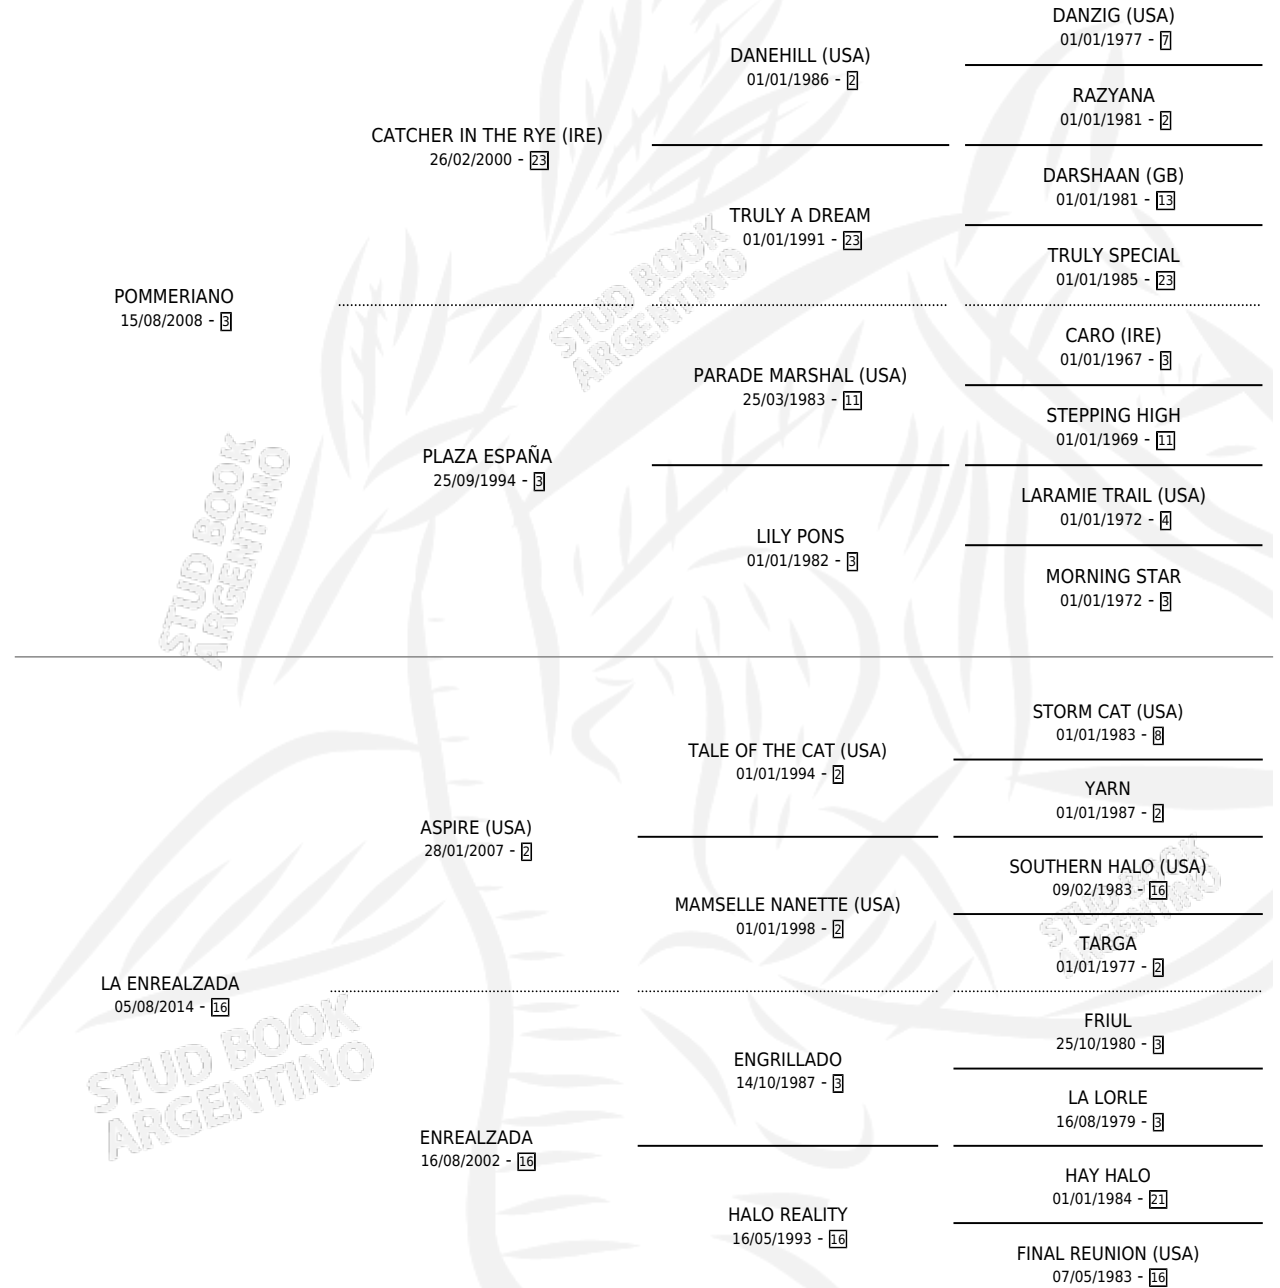 DANZIG (USA)
01/01/1977 - 7
DANEHILL (USA)
01/01/1986 - 2
RAZYANA
01/01/1981 - 2
CATCHER IN THE RYE (IRE)
26/02/2000 - 23
DARSHAAN (GB)
01/01/1981 - 13
TRULY A DREAM
01/01/1991 - 23
TRULY SPECIAL
01/01/1985 - 23
POMMERIANO
15/08/2008 - 3
CARO (IRE)
01/01/1967 - 3
PARADE MARSHAL (USA)
25/03/1983 - 11
STEPPING HIGH
01/01/1969 - 11
PLAZA ESPAÑA
25/09/1994 - 3
LARAMIE TRAIL (USA)
01/01/1972 - 4
LILY PONS
01/01/1982 - 3
MORNING STAR
01/01/1972 - 3
STUD BOOK
ARGENTINO
STUD BOOK
ARGENTINO
STORM CAT (USA)
01/01/1983 - 8
TALE OF THE CAT (USA)
01/01/1994 - 2
YARN
01/01/1987 - 2
ASPIRE (USA)
28/01/2007 - 2
SOUTHERN HALO (USA)
09/02/1983 - 16
MAMSELLE NANETTE (USA)
01/01/1998 - 2
TARGA
01/01/1977 - 2
LA ENREALZADA
05/08/2014 - 16
FRIUL
25/10/1980 - 3
ENGRILLADO
14/10/1987 - 3
LA LORLE
16/08/1979 - 3
ENREALZADA
16/08/2002 - 16
HAY HALO
01/01/1984 - 21
HALO REALITY
16/05/1993 - 16
FINAL REUNION (USA)
07/05/1983 - 16
STUD BOOK
ARGENTINO
STUD BOOK
ARGENTINO